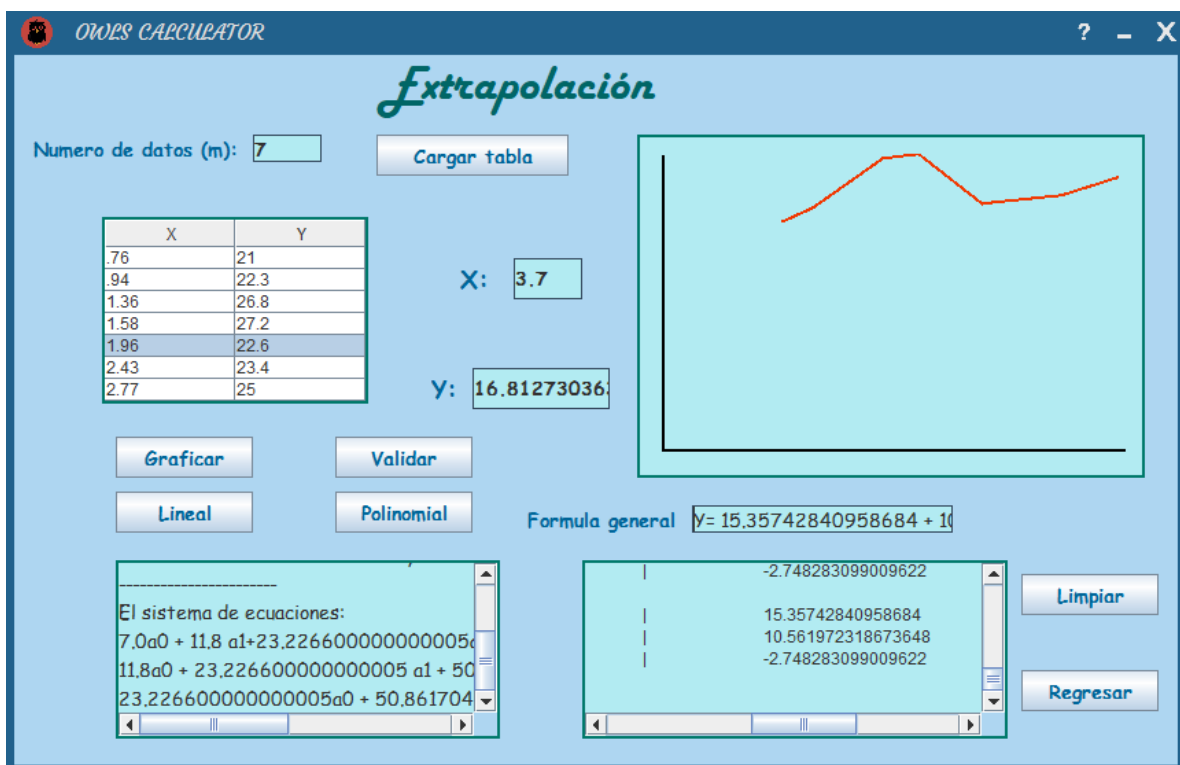 OWLS CALCULATOR ? – X
Extrapolación
Numero de datos (m): 7 Cargar tabla
X Y
.76 21
.94 22.3
1.36 26.8
1.58 27.2
1.96 22.6
2.43 23.4
2.77 25
X: 3.7
Y: 16.81273036
Graficar Validar
Lineal Polinomial
Formula general Y= 15.35742840958684 + 10
-----------------------
El sistema de ecuaciones:
7.0a0 + 11.8 a1+23.226600000000005
11.8a0 + 23.226600000000005 a1 + 50
23.226600000000005a0 + 50.861704
| -2.748283099009622
| 15.35742840958684
| 10.561972318673648
| -2.748283099009622
Limpiar
Regresar